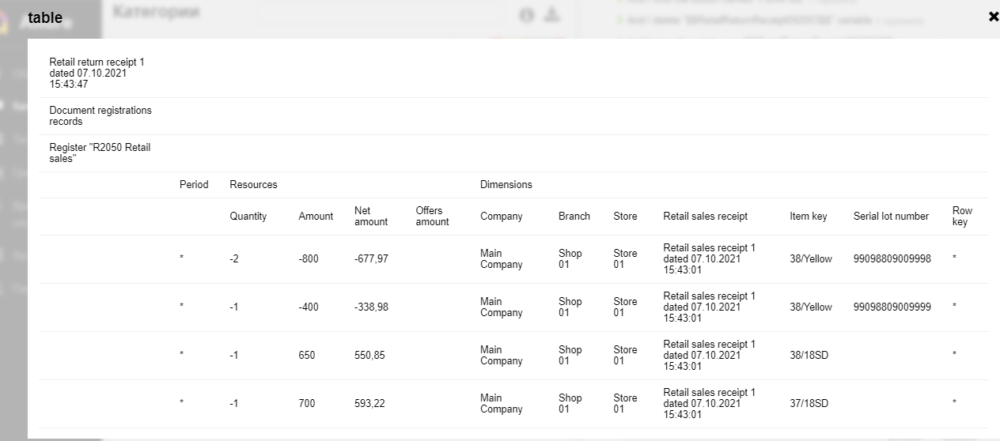 Категории
table
Retail return receipt 1
dated 07.10.2021
15:43:47
Document registrations
records
Register "R2050 Retail
sales"
Period Resources Dimensions
Quantity Amount Net amount Offers amount Company Branch Store Retail sales receipt Item key Serial lot number Row key
* -2 -800 -677,97 Main Company Shop 01 Store 01 Retail sales receipt 1 dated 07.10.2021 15:43:01 38/Yellow 99098809009998 *
* -1 -400 -338,98 Main Company Shop 01 Store 01 Retail sales receipt 1 dated 07.10.2021 15:43:01 38/Yellow 99098809009999 *
* -1 650 550,85 Main Company Shop 01 Store 01 Retail sales receipt 1 dated 07.10.2021 15:43:01 38/18SD *
* -1 700 593,22 Main Company Shop 01 Store 01 Retail sales receipt 1 dated 07.10.2021 15:43:01 37/18SD *